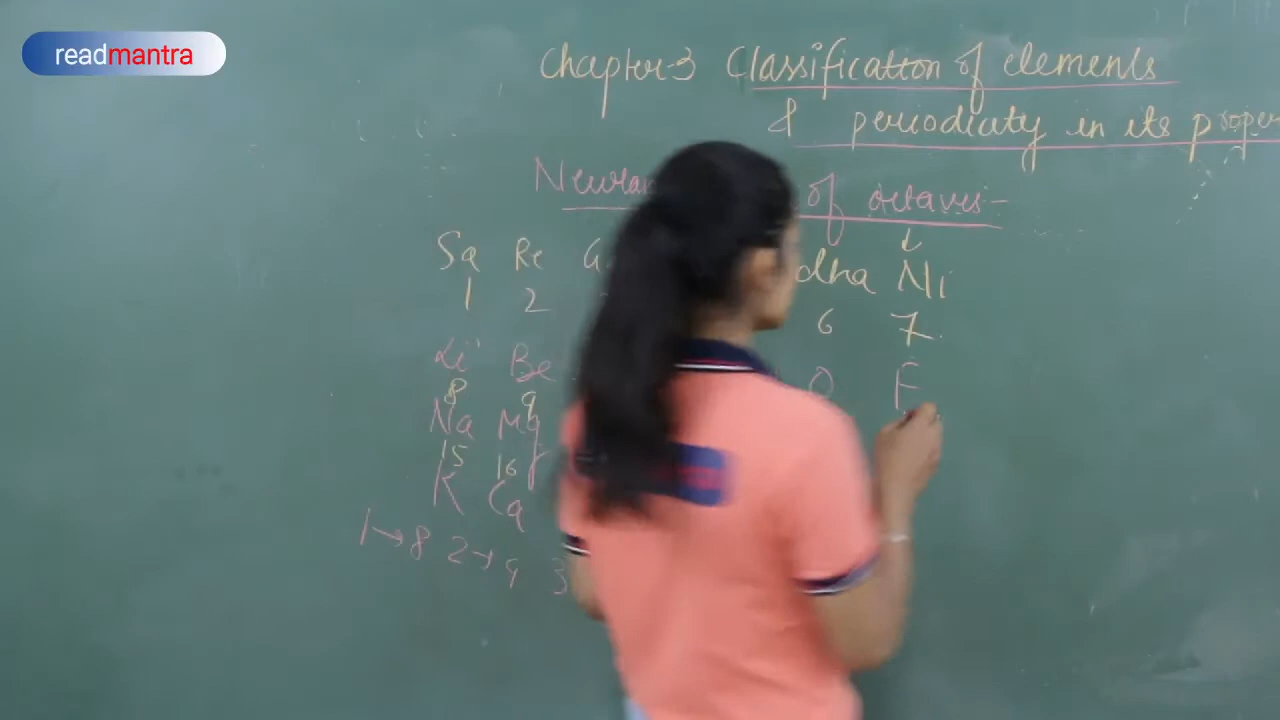 readmantra
Chapter-3 Classification of elements
& periodicity in its proper
of octaves-
Sa Re G dha Ni
1 2 6 7
Li Be O F
8 9
Na Mg
15 16
K Ca
1→8 2→9 3